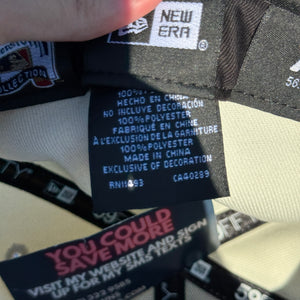 NEW
ERA
COLLECTION
100%
HECHO EN CHINA
NO INCLUYE DECORACIÓN
100%POLYESTER
FABRIQUÉ EN CHINE
À L'EXCLUSION DE LA GARNITURE
100%POLYESTER
MADE IN CHINA
EXCLUSIVE OF DECORATION
CA40289
YOU COULD
SAVE MORE
VISIT MY WEBSITE AND SIGN
UP FOR MY SMS TEXTS